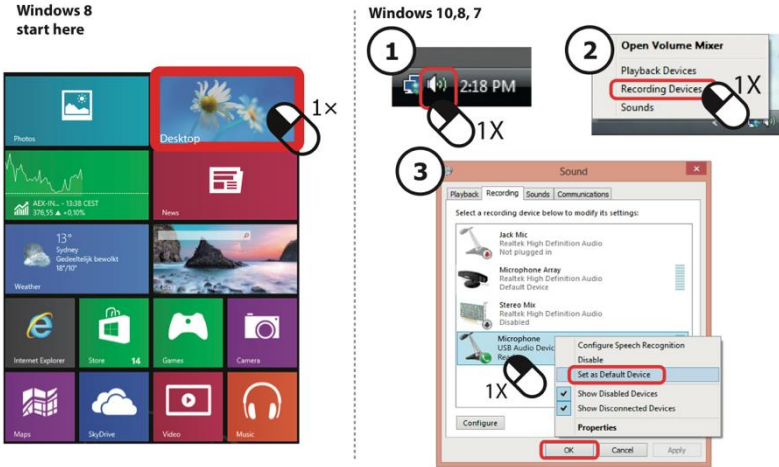 Windows 8
start here
1x
Photos
Desktop
AEX-IN... - 13:38 CEST
376,55 ▲ +0,10%
News
13°
Sydney
Gedeeltelijk bewolkt
18°/10°
Weather
Internet Explorer
Store 14
Games
Camera
Maps
SkyDrive
Video
Music
Windows 10,8, 7
1
2:18 PM
1X
2
Open Volume Mixer
Playback Devices
Recording Devices
Sounds
1X
3
Sound
Playback Recording Sounds Communications
Select a recording device below to modify its settings:
Jack Mic
Realtek High Definition Audio
Not plugged in
Microphone Array
Realtek High Definition Audio
Default Device
Stereo Mix
Realtek High Definition Audio
Disabled
Microphone
USB Audio
1X
Configure Speech Recognition
Disable
Set as Default Device
Show Disabled Devices
Show Disconnected Devices
Properties
Configure
OK Cancel Apply